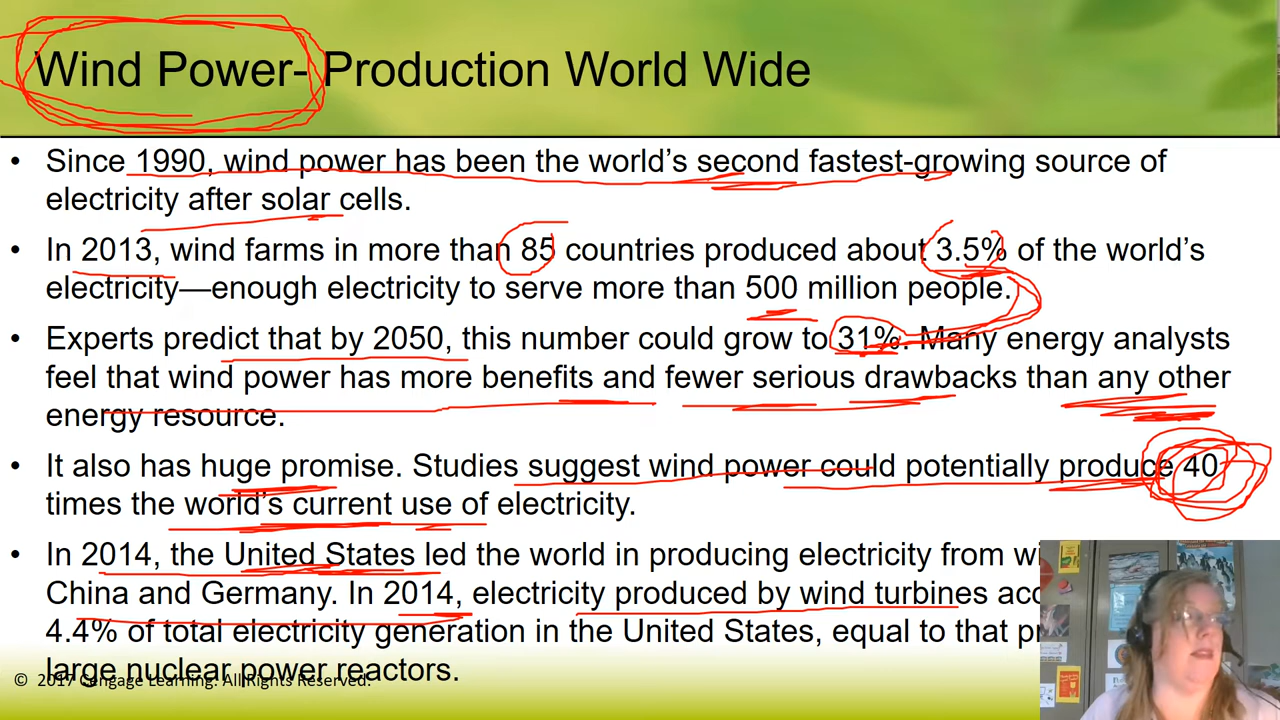 Wind Power- Production World Wide
• Since 1990, wind power has been the world’s second fastest-growing source of
electricity after solar cells.
• In 2013, wind farms in more than 85 countries produced about 3.5% of the world’s
electricity—enough electricity to serve more than 500 million people.
• Experts predict that by 2050, this number could grow to 31%. Many energy analysts
feel that wind power has more benefits and fewer serious drawbacks than any other
energy resource.
• It also has huge promise. Studies suggest wind power could potentially produce 40
times the world’s current use of electricity.
• In 2014, the United States led the world in producing electricity from
China and Germany. In 2014, electricity produced by wind turbines
4.4% of total electricity generation in the United States, equal to that
large nuclear power reactors.
© 2017 Cengage Learning. All Rights Reserved.